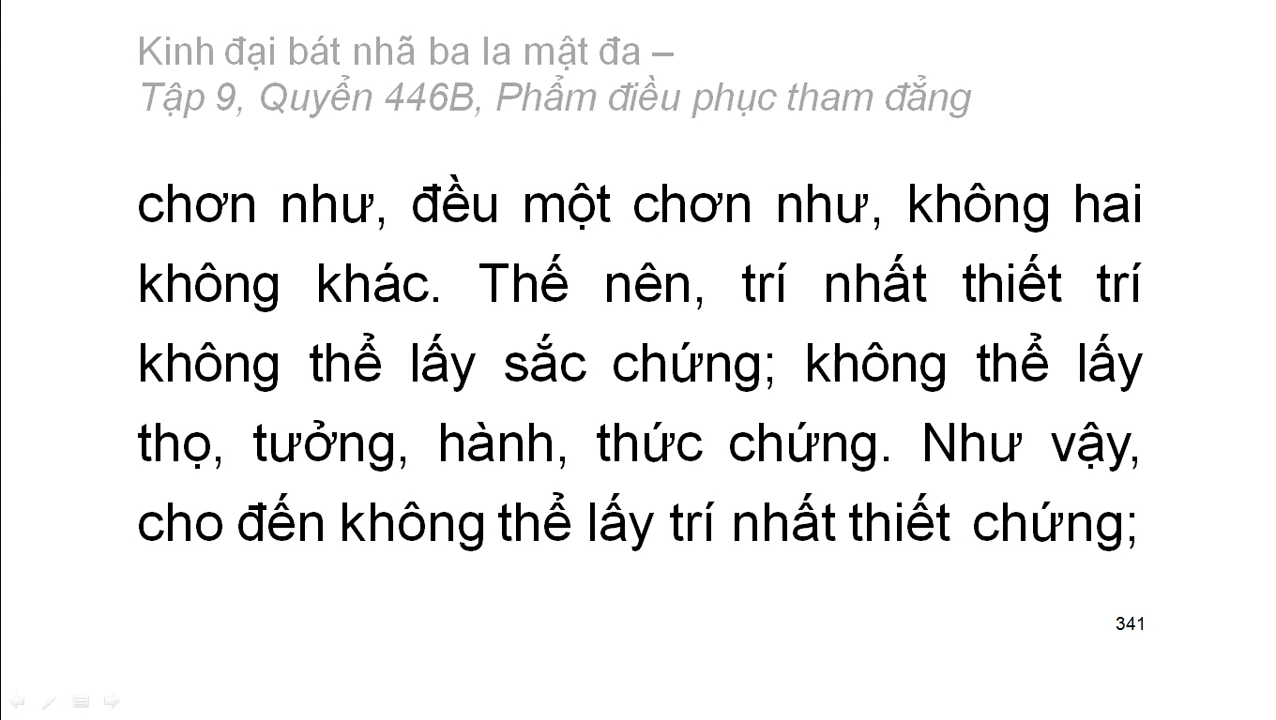 Kinh đại bát nhã ba la mật đa –
Tập 9, Quyển 446B, Phẩm điều phục tham đẳng
chơn như, đều một chơn như, không hai
không khác. Thế nên, trí nhất thiết trí
không thể lấy sắc chứng; không thể lấy
thọ, tưởng, hành, thức chứng. Như vậy,
cho đến không thể lấy trí nhất thiết chứng;
341